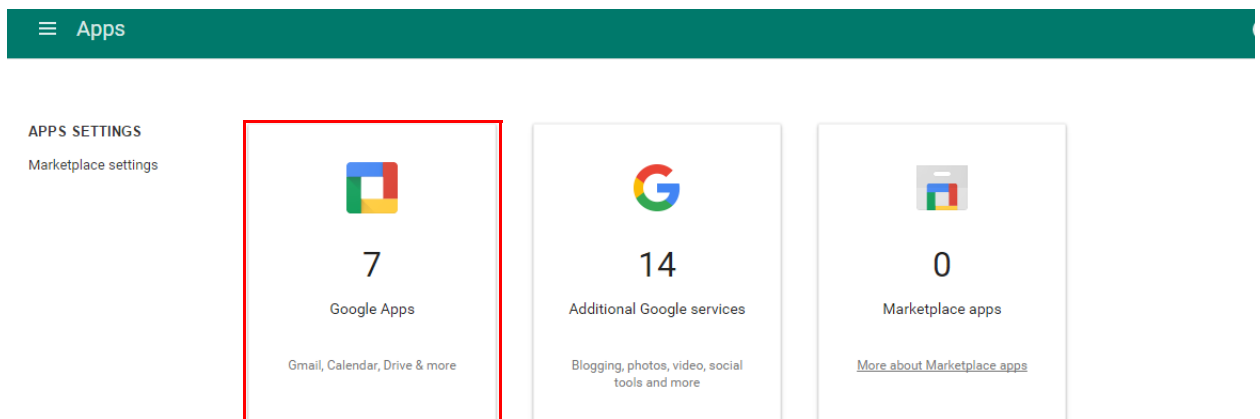 Apps
APPS SETTINGS
Marketplace settings
7
Google Apps
Gmail, Calendar, Drive & more
14
Additional Google services
Blogging, photos, video, social
tools and more
0
Marketplace apps
More about Marketplace apps